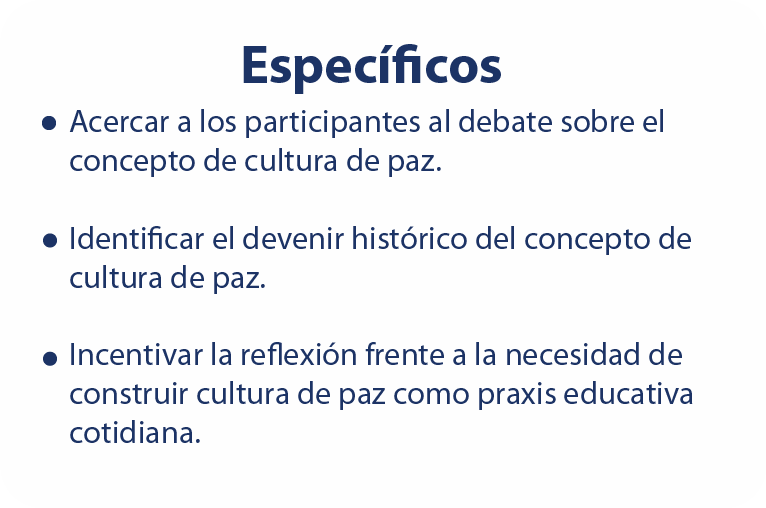 Específicos
• Acercar a los participantes al debate sobre el
concepto de cultura de paz.
• Identificar el devenir histórico del concepto de
cultura de paz.
• Incentivar la reflexión frente a la necesidad de
construir cultura de paz como praxis educativa
cotidiana.